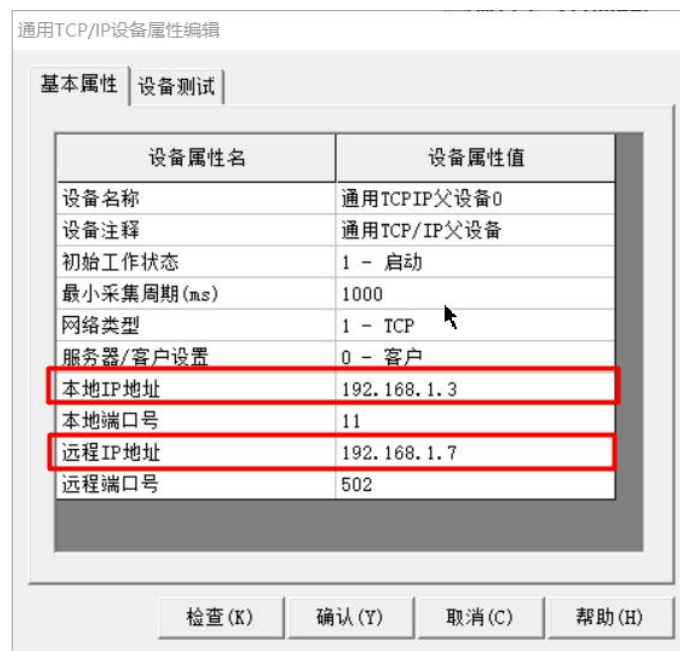 通用TCP/IP设备属性编辑
基本属性 设备测试
设备属性名 设备属性值
设备名称 通用TCPIP父设备0
设备注释 通用TCP/IP父设备
初始工作状态 1 - 启动
最小采集周期(ms) 1000
网络类型 1 - TCP
服务器/客户设置 0 - 客户
本地IP地址 192.168.1.3
本地端口号 11
远程IP地址 192.168.1.7
远程端口号 502
检查(K) 确认(Y) 取消(C) 帮助(H)